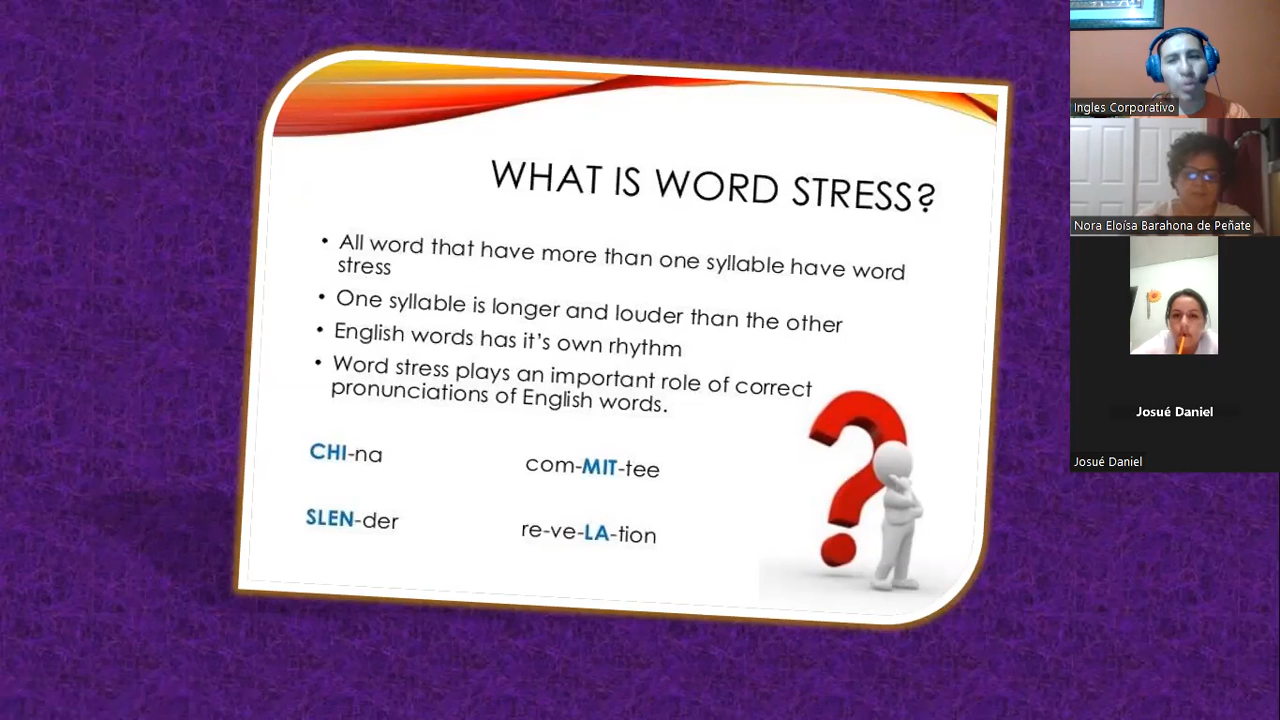 WHAT IS WORD STRESS?
• All word that have more than one syllable have word
stress
• One syllable is longer and louder than the other
• English words has it's own rhythm
• Word stress plays an important role of correct
pronunciations of English words.
CHI-na
com-MIT-tee
SLEN-der
re-ve-LA-tion
Ingles Corporativo
Nora Eloísa Barahona de Peñate
Josué Daniel
Josué Daniel